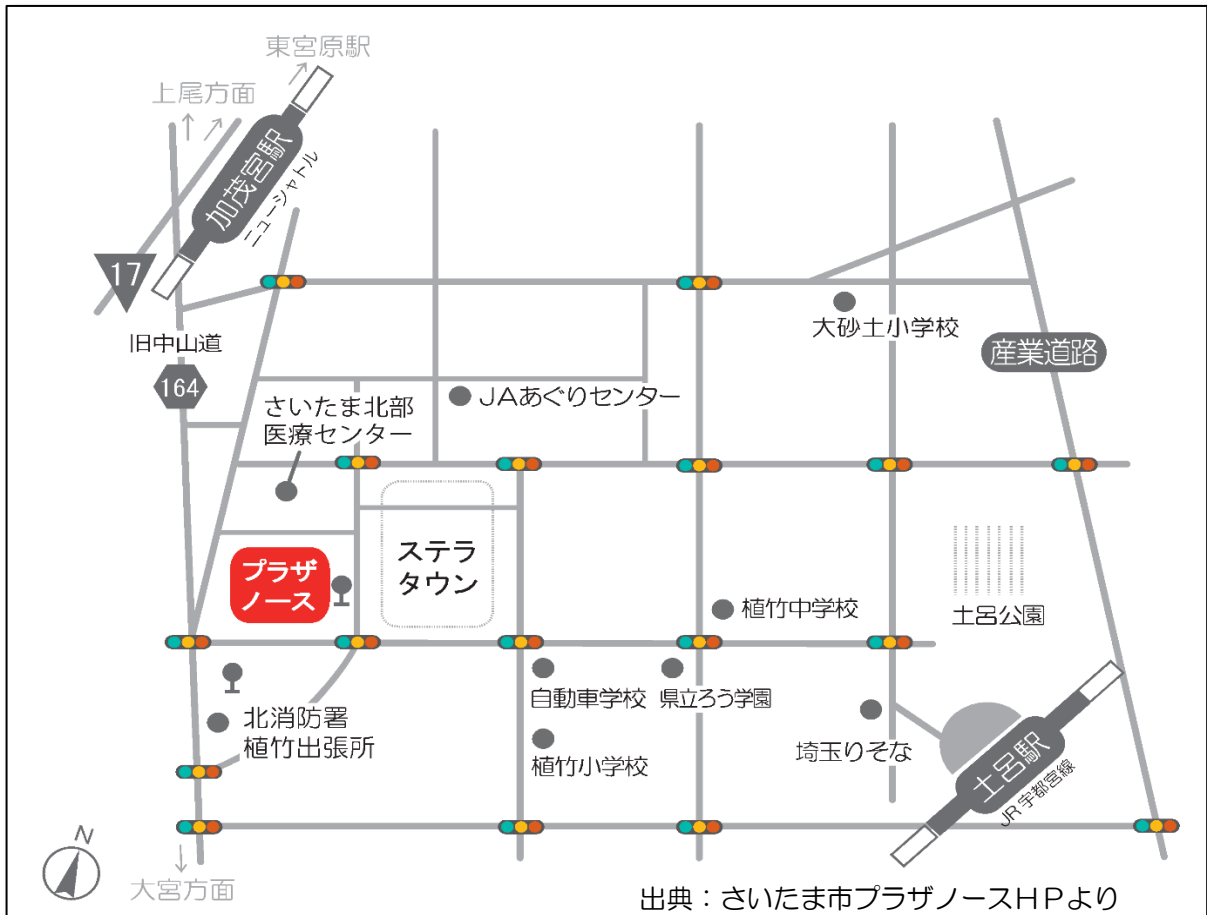 東宮原駅
上尾方面
加茂宮駅
ニューシャトル
17
旧中山道
164
大砂土小学校
産業道路
さいたま北部
医療センター
JAあぐりセンター
プラザ
ノース
ステラ
タウン
植竹中学校
土呂公園
自動車学校
県立ろう学園
北消防署
植竹出張所
植竹小学校
埼玉りそな
土呂駅
JR宇都宮線
N
大宮方面
出典：さいたま市プラザノースHPより